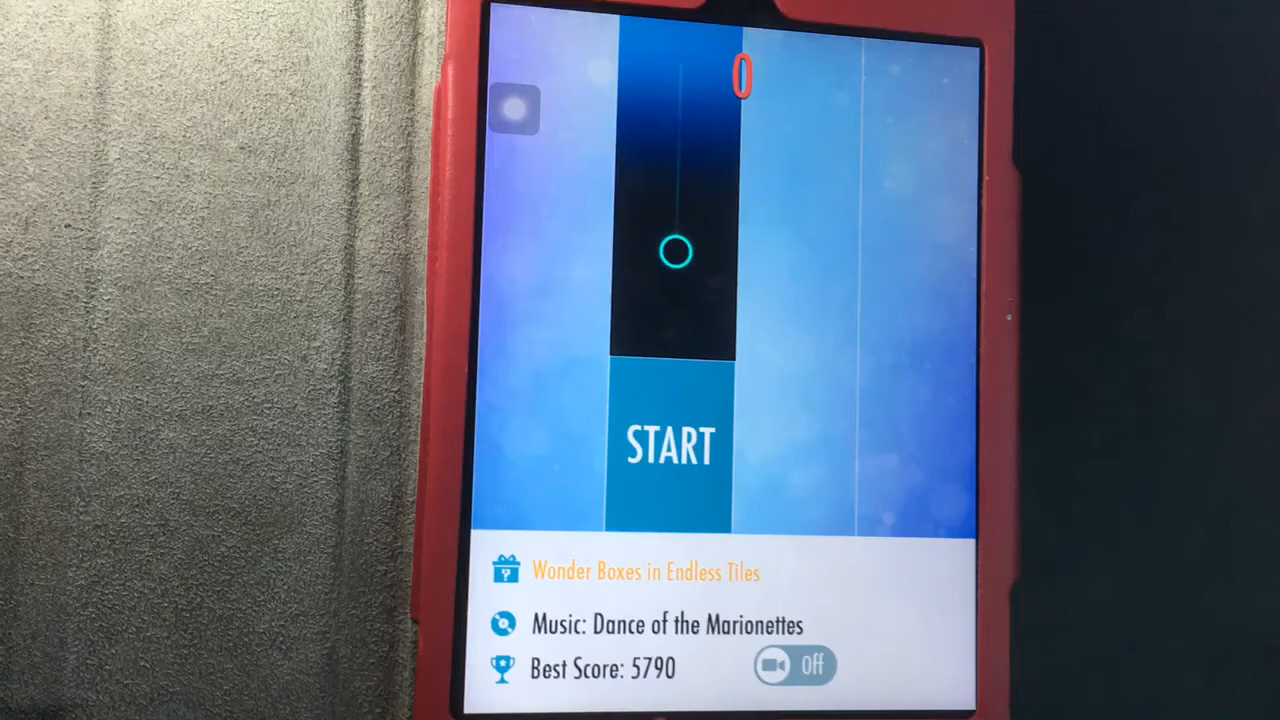 0
START
Wonder Boxes in Endless Tiles
Music: Dance of the Marionettes
Best Score: 5790
Off